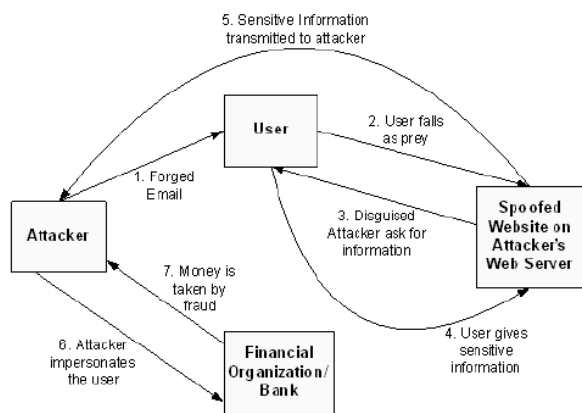 5. Sensitive Information
transmitted to attacker
User
2. User falls
as prey
1. Forged
Email
3. Disguised
Attacker ask for
information
Spoofed
Website on
Attacker's
Web Server
Attacker
7. Money is
taken by
fraud
4. User gives
sensitive
information
6. Attacker
impersonates
the user
Financial
Organization/
Bank